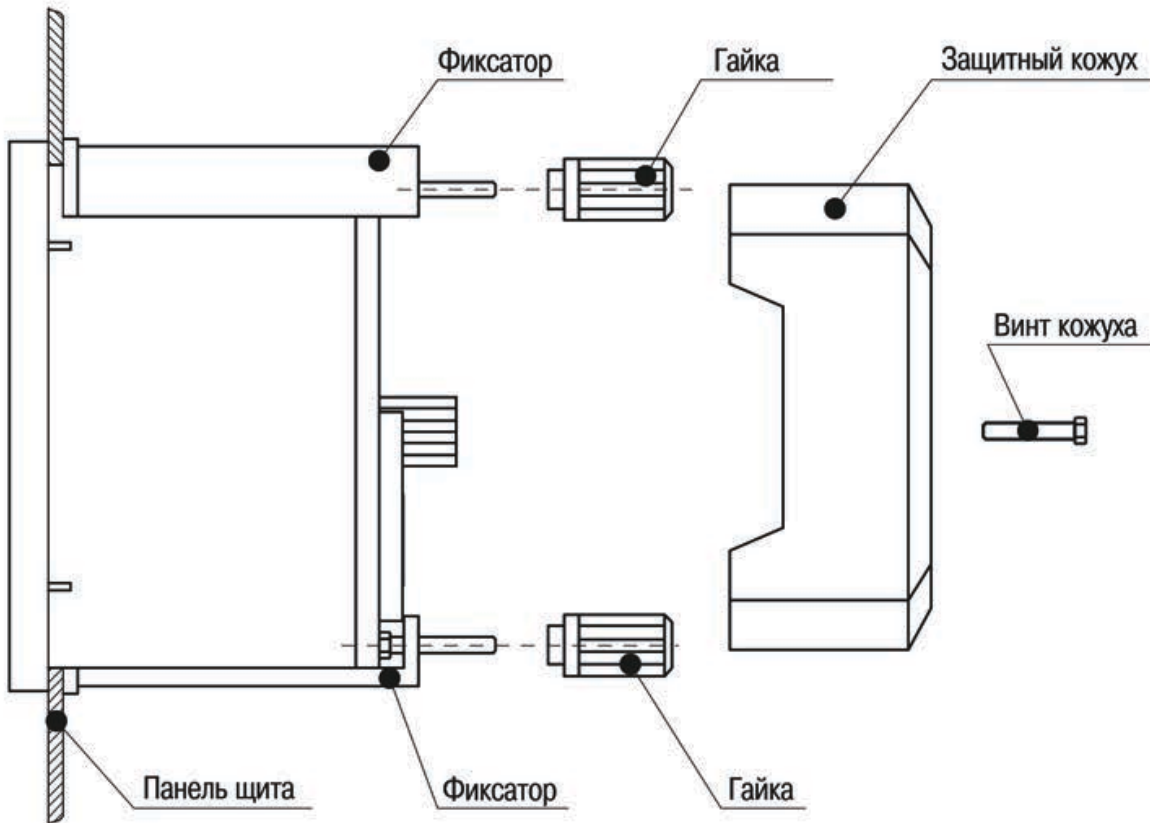 Фиксатор
Гайка
Защитный кожух
Винт кожуха
Панель щита
Фиксатор
Гайка